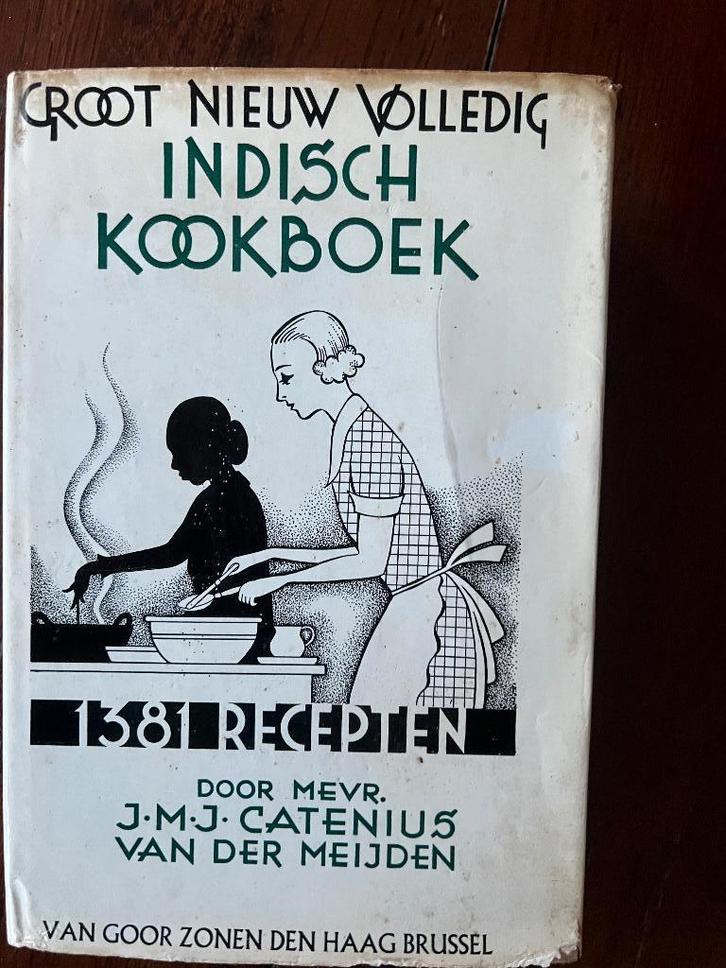 GROOT NIEUW VOLLEDIG
INDISCH
KOOKBOEK
1381 RECEPTEN
DOOR MEVR.
J·M·J· CATENIUS
VAN DER MEIJDEN
VAN GOOR ZONEN DEN HAAG BRUSSEL